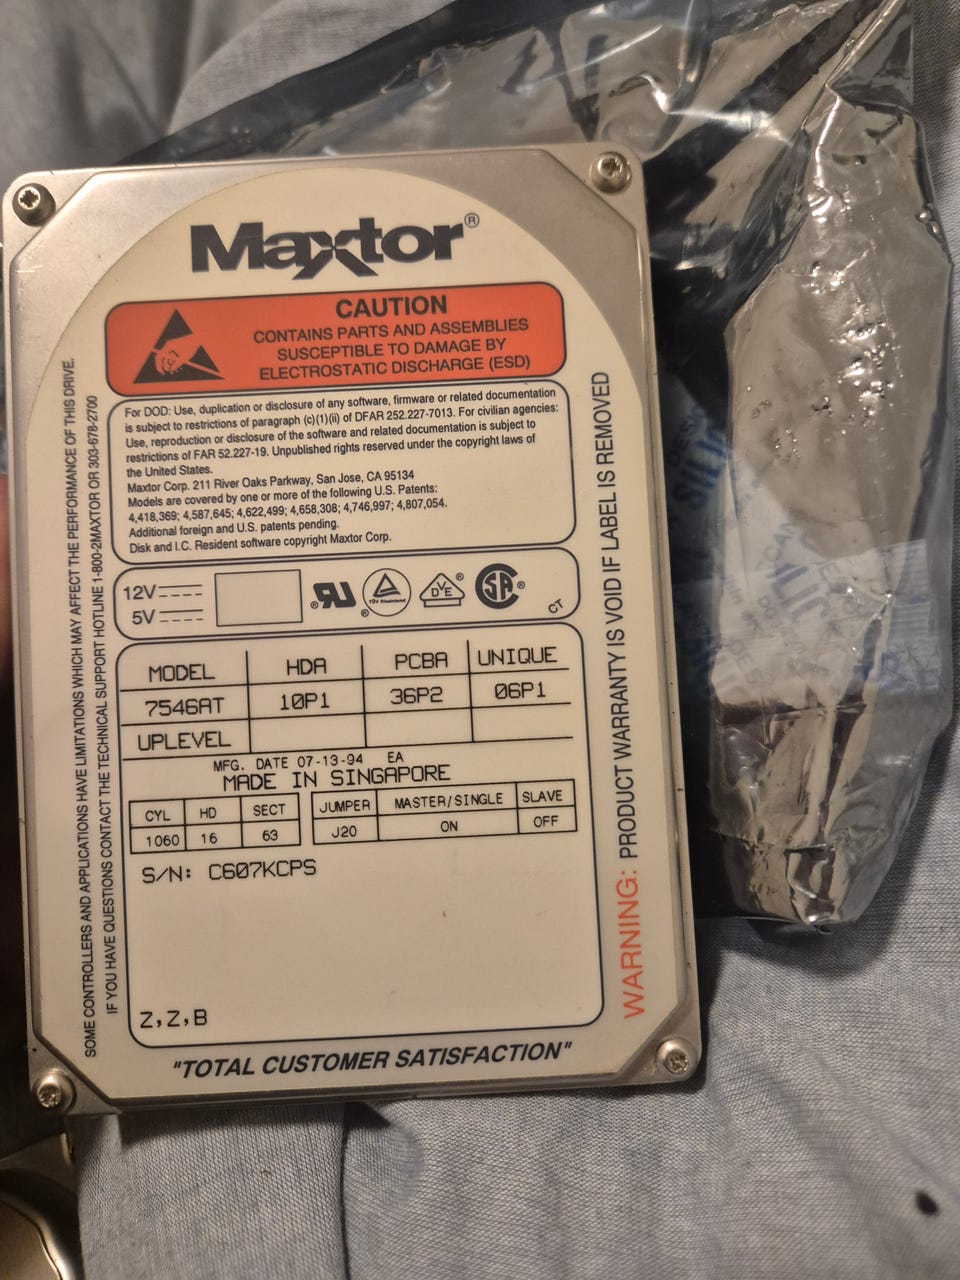 Maxtor®
CAUTION
CONTAINS PARTS AND ASSEMBLIES
SUSCEPTIBLE TO DAMAGE BY
ELECTROSTATIC DISCHARGE (ESD)
For DOD: Use, duplication or disclosure of any software, firmware or related documentation
is subject to restrictions of paragraph (c)(1)(ii) of DFAR 252.227-7013. For civilian agencies:
Use, reproduction or disclosure of the software and related documentation is subject to
restrictions of FAR 52.227-19. Unpublished rights reserved under the copyright laws of
the United States.
Maxtor Corp. 211 River Oaks Parkway, San Jose, CA 95134
Models are covered by one or more of the following U.S. Patents:
4,418,369; 4,587,645; 4,622,499; 4,658,308; 4,746,997; 4,807,054.
Additional foreign and U.S. patents pending.
Disk and I.C. Resident software copyright Maxtor Corp.
12V
5V
TÜV Rheinland
DVE
CT
MODEL HDA PCBA UNIQUE
7546AT 10P1 36P2 06P1
UPLEVEL
MFG. DATE 07-13-94 EA
MADE IN SINGAPORE
CYL HD SECT JUMPER MASTER/SINGLE SLAVE
1060 16 63 J20 ON OFF
S/N: C607KCPS
Z,Z,B
"TOTAL CUSTOMER SATISFACTION"
SOME CONTROLLERS AND APPLICATIONS HAVE LIMITATIONS WHICH MAY AFFECT THE PERFORMANCE OF THIS DRIVE.
IF YOU HAVE QUESTIONS CONTACT THE TECHNICAL SUPPORT HOTLINE 1-800-2MAXTOR OR 303-678-2700
WARNING: PRODUCT WARRANTY IS VOID IF LABEL IS REMOVED